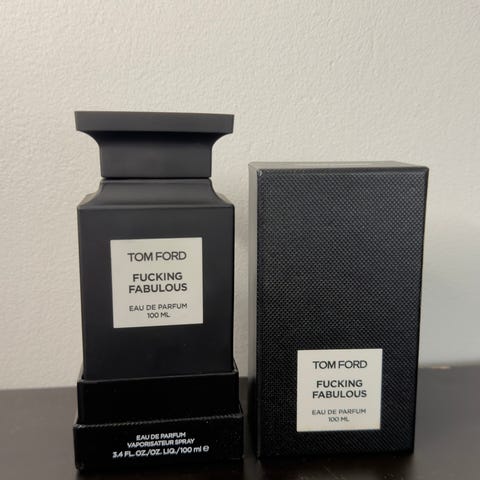 TOM FORD
FUCKING
FABULOUS
EAU DE PARFUM
100 ML
EAU DE PARFUM
VAPORISATEUR SPRAY
3.4 FL. OZ./OZ. LIQ./100 ml ℮
TOM FORD
FUCKING
FABULOUS
EAU DE PARFUM
100 ML